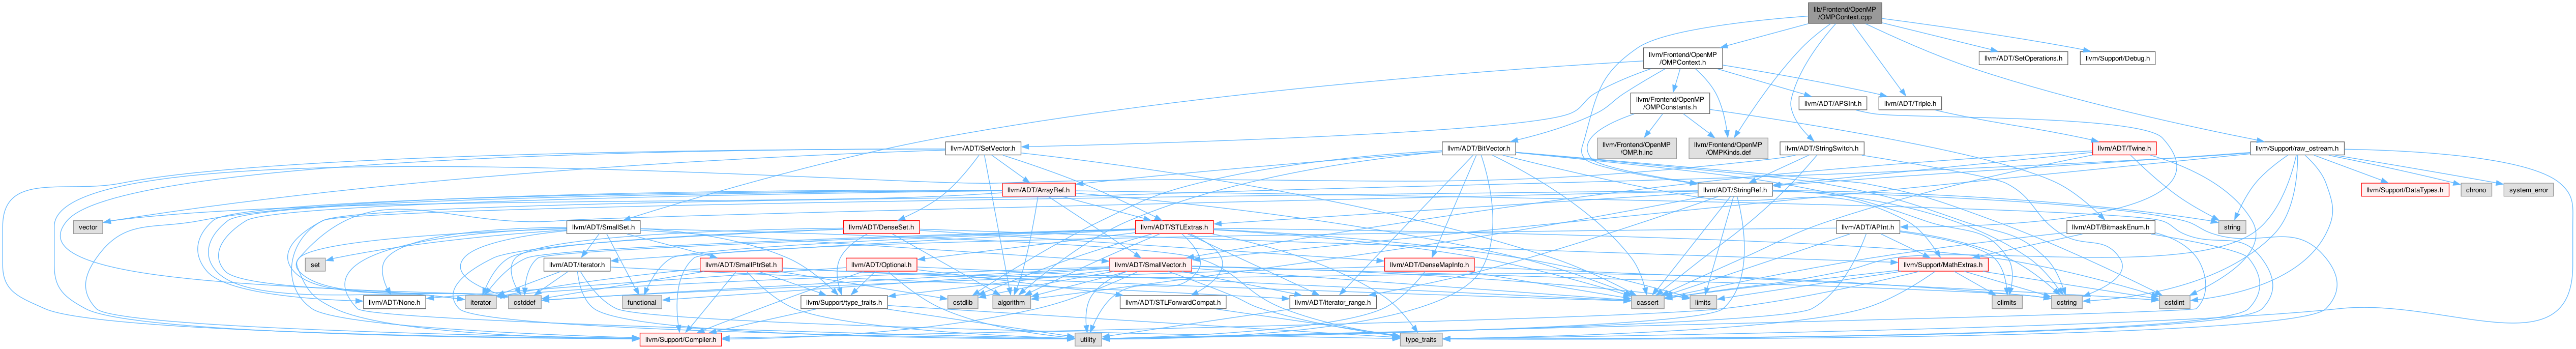 lib/Frontend/OpenMP
/OMPContext.cpp
llvm/Frontend/OpenMP
/OMPContext.h
llvm/ADT/SetOperations.h
llvm/Support/Debug.h
llvm/Frontend/OpenMP
/OMPConstants.h
llvm/ADT/APSInt.h
llvm/ADT/Triple.h
llvm/ADT/SetVector.h
llvm/ADT/BitVector.h
llvm/Frontend/OpenMP
/OMP.h.inc
llvm/Frontend/OpenMP
/OMPKinds.def
llvm/ADT/StringSwitch.h
llvm/ADT/Twine.h
llvm/Support/raw_ostream.h
llvm/ADT/ArrayRef.h
llvm/ADT/StringRef.h
llvm/Support/DataTypes.h
chrono
system_error
vector
llvm/ADT/SmallSet.h
llvm/ADT/DenseSet.h
llvm/ADT/STLExtras.h
llvm/ADT/APInt.h
llvm/ADT/BitmaskEnum.h
string
set
llvm/ADT/iterator.h
llvm/ADT/SmallPtrSet.h
llvm/ADT/Optional.h
llvm/ADT/SmallVector.h
llvm/ADT/DenseMapInfo.h
llvm/Support/MathExtras.h
llvm/ADT/None.h
iterator
cstddef
functional
llvm/Support/type_traits.h
cstdlib
algorithm
llvm/ADT/STLForwardCompat.h
llvm/ADT/iterator_range.h
cassert
limits
climits
cstring
cstdint
llvm/Support/Compiler.h
utility
type_traits